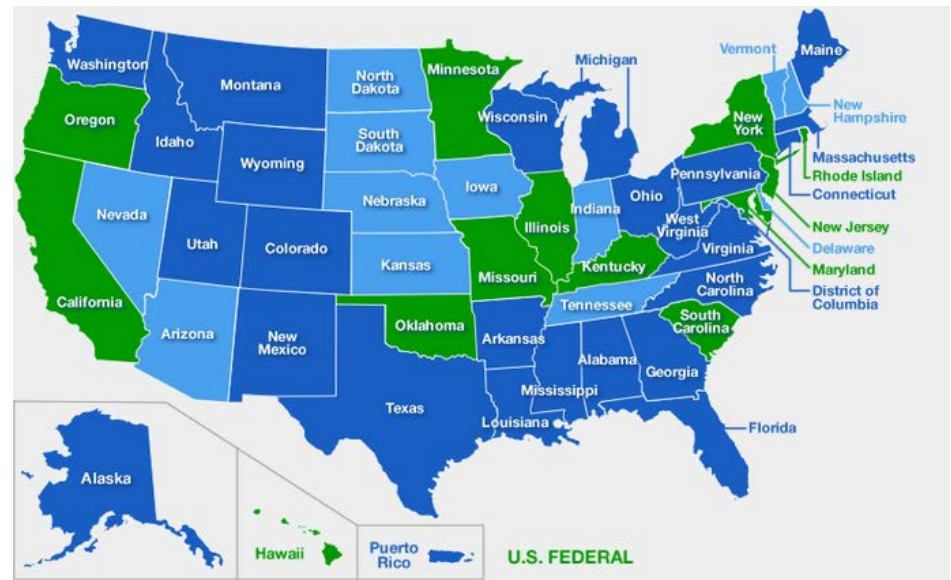 Washington
Montana
North
Dakota
Minnesota
Michigan
Vermont
Maine
Oregon
Idaho
Wyoming
South
Dakota
Wisconsin
New
York
New
Hampshire
Massachusetts
Rhode Island
Connecticut
Pennsylvania
Iowa
Nebraska
Nevada
Utah
Colorado
Kansas
Illinois
Indiana
Ohio
West
Virginia
Virginia
New Jersey
Delaware
Maryland
District of
Columbia
California
Missouri
Kentucky
North
Carolina
Tennessee
South
Carolina
Arizona
New
Mexico
Oklahoma
Arkansas
Alabama
Georgia
Mississippi
Texas
Louisiana
Florida
Alaska
Hawaii
Puerto
Rico
U.S. FEDERAL